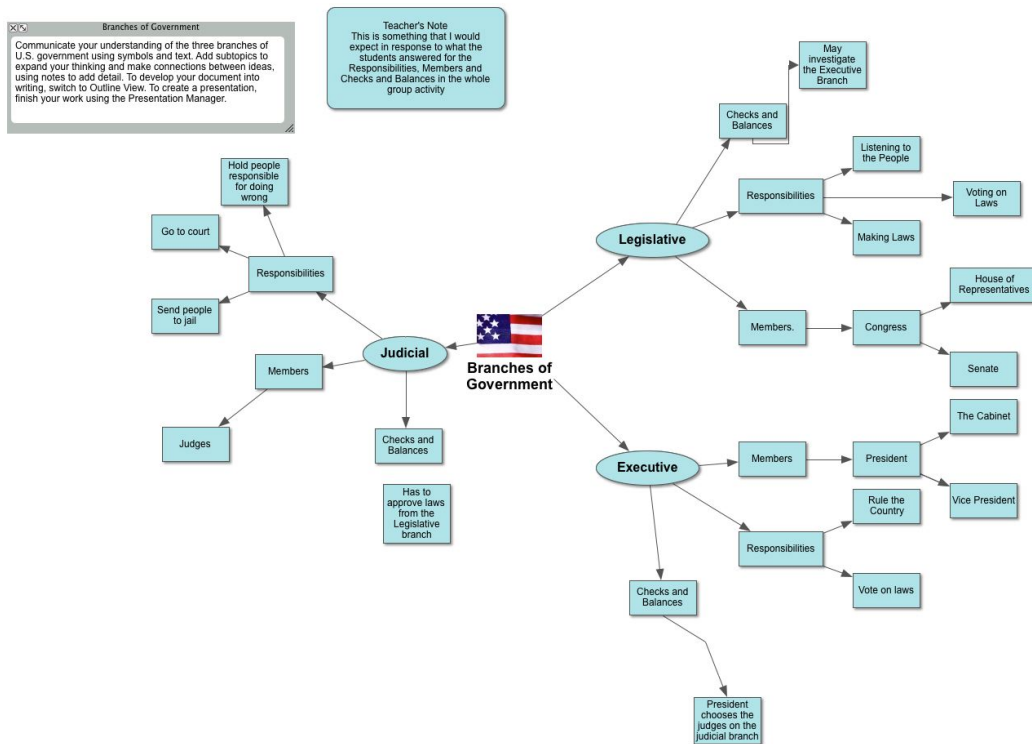 Branches of Government
Communicate your understanding of the three branches of
U.S. government using symbols and text. Add subtopics to
expand your thinking and make connections between ideas,
using notes to add detail. To develop your document into
writing, switch to Outline View. To create a presentation,
finish your work using the Presentation Manager.
Teacher's Note
This is something that I would
expect in response to what the
students answered for the
Responsibilities, Members and
Checks and Balances in the whole
group activity
May
investigate
the Executive
Branch
Checks and
Balances
Listening to
the People
Responsibilities
Voting on
Laws
Making Laws
Legislative
House of
Representatives
Members.
Congress
Senate
Hold people
responsible
for doing
wrong
Go to court
Responsibilities
Send people
to jail
Judicial
Members
Judges
Checks and
Balances
Has to
approve laws
from the
Legislative
branch
Branches of
Government
The Cabinet
Executive
Members
President
Vice President
Rule the
Country
Responsibilities
Vote on laws
Checks and
Balances
President
chooses the
judges on the
judicial branch